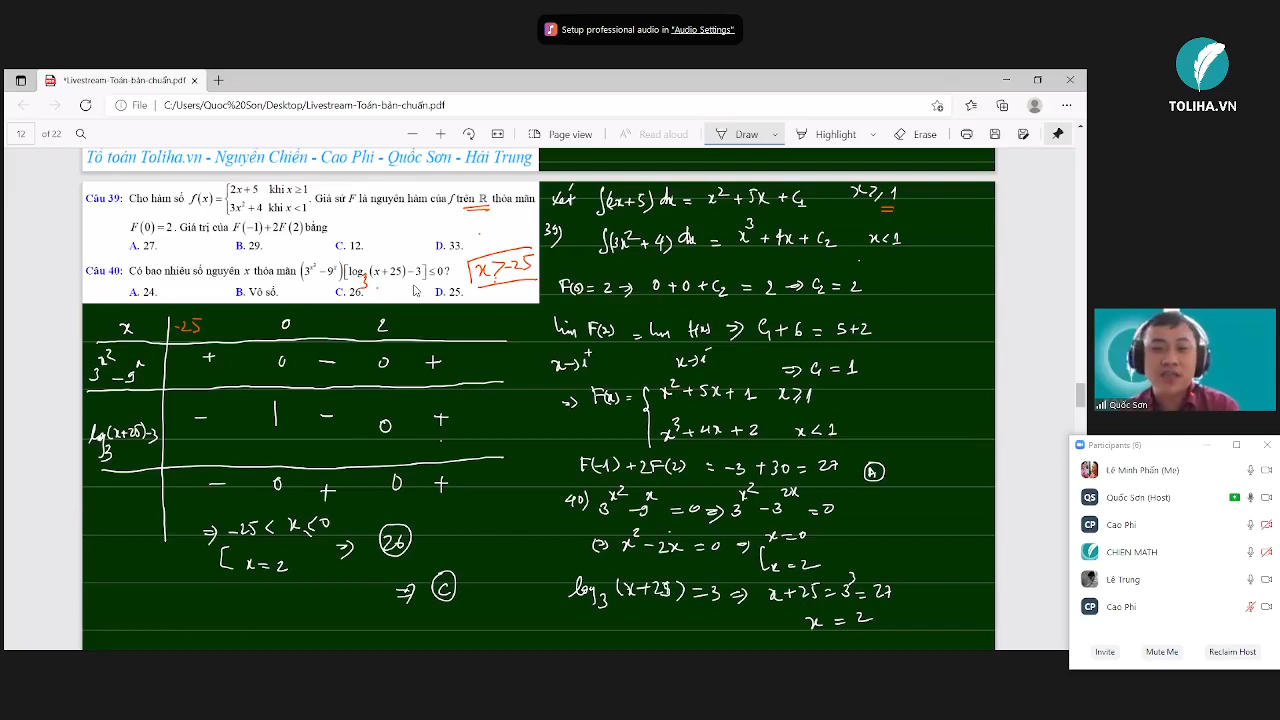 Setup professional audio in "Audio Settings"
TOLIHA.VN
*Livestream-Toán-bản-chuẩn.pdf
File C:/Users/Quoc%20Son/Desktop/Livestream-Toán-bản-chuẩn.pdf
12 of 22 Page view Read aloud Draw Highlight Erase
Tổ toán Toliha.vn - Nguyên Chiến - Cao Phi - Quốc Sơn - Hải Trung
Câu 39: Cho hàm số f(x) = { 2x+5 khi x≥1
3x²+4 khi x<1 . Giả sử F là nguyên hàm của f trên ℝ thỏa mãn
F(0) = 2. Giá trị của F(−1)+2F(2) bằng
A. 27. B. 29. C. 12. D. 33.
Câu 40: Có bao nhiêu số nguyên x thỏa mãn (3^{x²} − 9^x)[log₃(x+25)−3] ≤ 0?
x > -25
A. 24. B. Vô số. C. 26. D. 25.
x -25 0 2
3^{x²} - 9^x + 0 - 0 +
log₃(x+25)-3 - | - 0 +
- 0 + 0 +
⇒ -25 < x ≤ 0
[ x = 2 ⇒ 26
⇒ C
∫(2x+5) dx = x² + 5x + C₁ x ≥ 1
39) ∫(3x²+4) dx = x³ + 4x + C₂ x < 1
F(0) = 2 ⇒ 0 + 0 + C₂ = 2 → C₂ = 2
⇒ C₁ + 6 = 5+2
x→1⁺ x→1⁻ ⇒ C₁ = 1
⇒ F(x) = { x² + 5x + 1 x ≥ 1
x³ + 4x + 2 x < 1
F(-1) + 2F(2) = -3 + 30 = 27 A
40) 3^{x²} - 9^x = 0 ⇒ 3^{x²} - 3^{2x} = 0
⇔ x² - 2x = 0 ⇒ [ x = 0
x = 2
log₃(x+25) = 3 ⇒ x+25 = 3³ = 27
x = 2
Quốc Sơn
Participants (6)
Lê Minh Phấn (Me)
QS Quốc Sơn (Host)
CP Cao Phi
CHIEN MATH
Lê Trung
CP Cao Phi
Invite Mute Me Reclaim Host